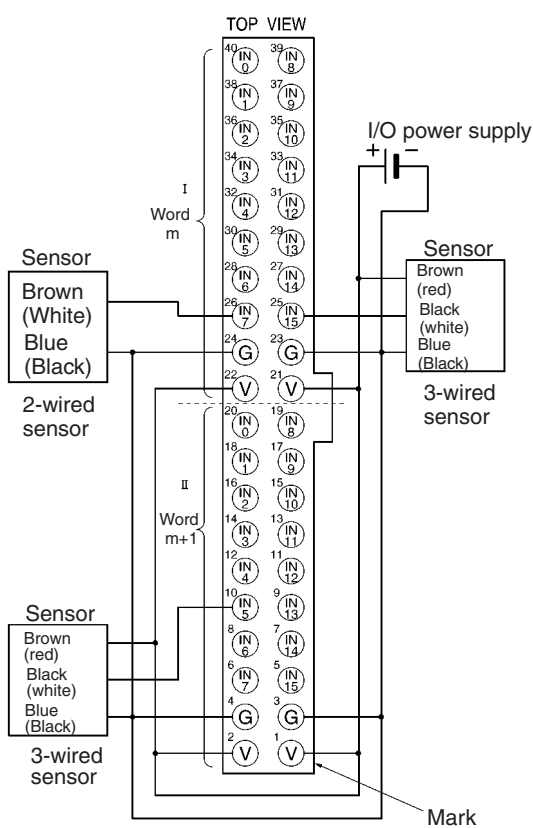 TOP VIEW
40 IN 0 39 IN 8
38 IN 1 37 IN 9
36 IN 2 35 IN 10
I/O power supply
+ −
34 IN 3 33 IN 11
I
Word
m
32 IN 4 31 IN 12
30 IN 5 29 IN 13
28 IN 6 27 IN 14
26 IN 7 25 IN 15
24 G 23 G
22 V 21 V
Sensor
Brown
(White)
Blue
(Black)
2-wired
sensor
Sensor
Brown
(red)
Black
(white)
Blue
(Black)
3-wired
sensor
20 IN 0 19 IN 8
18 IN 1 17 IN 9
16 IN 2 15 IN 10
II
Word
m+1
14 IN 3 13 IN 11
12 IN 4 11 IN 12
10 IN 5 9 IN 13
8 IN 6 7 IN 14
6 IN 7 5 IN 15
4 G 3 G
2 V 1 V
Sensor
Brown
(red)
Black
(white)
Blue
(Black)
3-wired
sensor
Mark